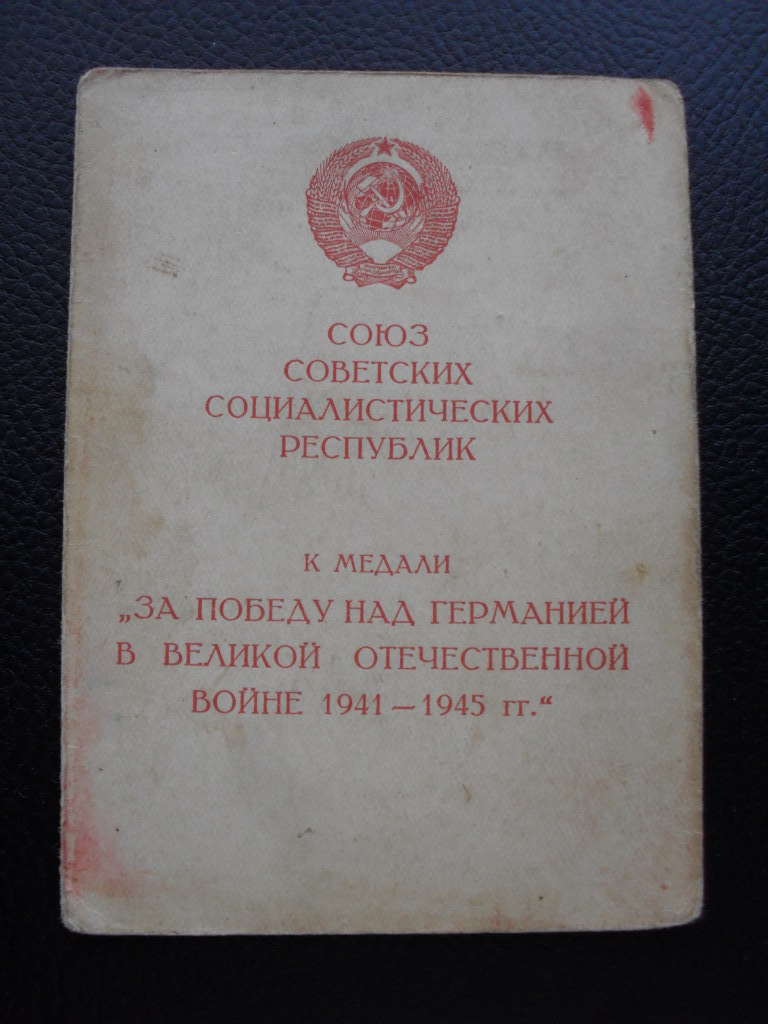 СОЮЗ
СОВЕТСКИХ
СОЦИАЛИСТИЧЕСКИХ
РЕСПУБЛИК
К МЕДАЛИ
„ЗА ПОБЕДУ НАД ГЕРМАНИЕЙ
В ВЕЛИКОЙ ОТЕЧЕСТВЕННОЙ
ВОЙНЕ 1941—1945 гг.“